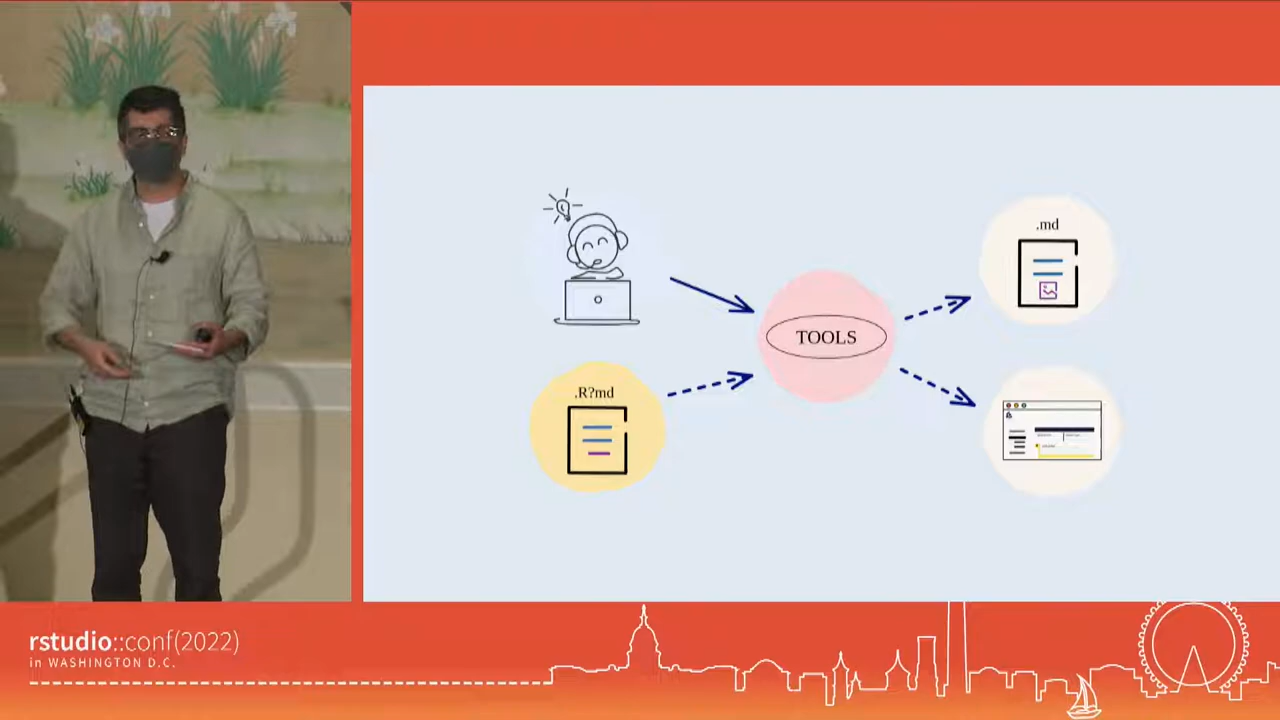 .md
TOOLS
.R?md
rstudio::conf(2022)
in WASHINGTON D.C.